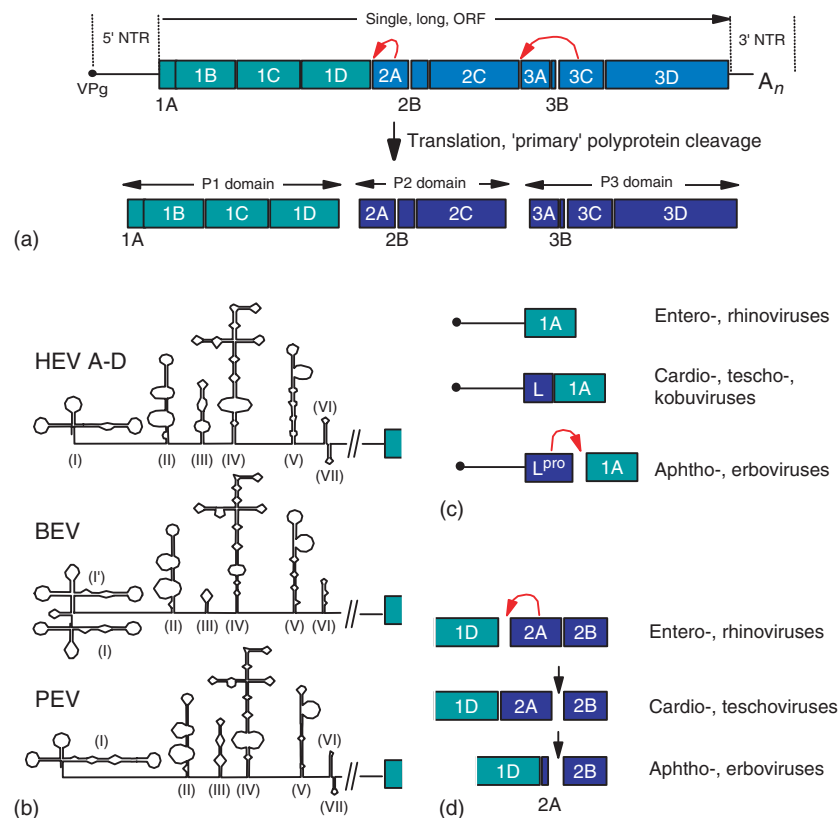 Single, long, ORF
5' NTR
3' NTR
1B 1C 1D 2A 2C 3A 3C 3D
VPg
1A
2B
3B
An
Translation, 'primary' polyprotein cleavage
P1 domain P2 domain P3 domain
1B 1C 1D 2A 2C 3A 3C 3D
(a)
1A
2B
3B
HEV A-D
(I) (II) (III) (IV) (V) (VI) (VII)
BEV
(I') (I) (II) (III) (IV) (V) (VI)
PEV
(I) (II) (III) (IV) (V) (VI) (VII)
(b)
1A Entero-, rhinoviruses
L 1A Cardio-, tescho-,
kobuviruses
Lpro 1A Aphtho-, erboviruses
(c)
1D 2A 2B Entero-, rhinoviruses
1D 2A 2B Cardio-, teschoviruses
1D 2B Aphtho-, erboviruses
2A
(d)